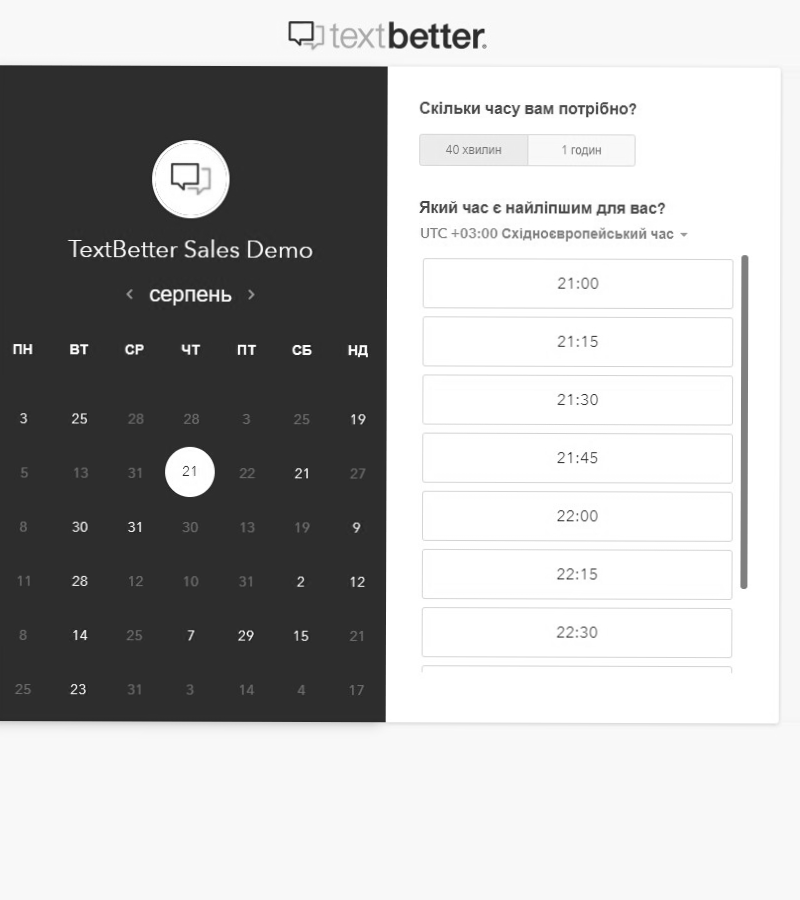 textbetter.
TextBetter Sales Demo
‹ серпень ›
ПН ВТ СР ЧТ ПТ СБ НД
3 25 28 28 3 25 19
5 13 31 21 22 21 27
8 30 31 30 13 19 9
11 28 12 10 31 2 12
8 14 25 7 29 15 21
25 23 31 3 14 4 17
Скільки часу вам потрібно?
40 хвилин 1 годин
Який час є найліпшим для вас?
UTC +03:00 Східноєвропейський час
21:00
21:15
21:30
21:45
22:00
22:15
22:30